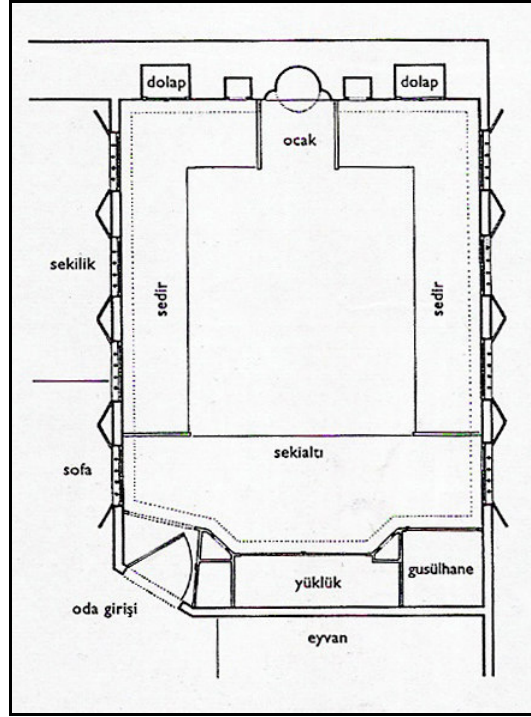 dolap
dolap
ocak
sekilik
sedir
sedir
sekialtı
sofa
gusülhane
yüklük
oda girişi
eyvan